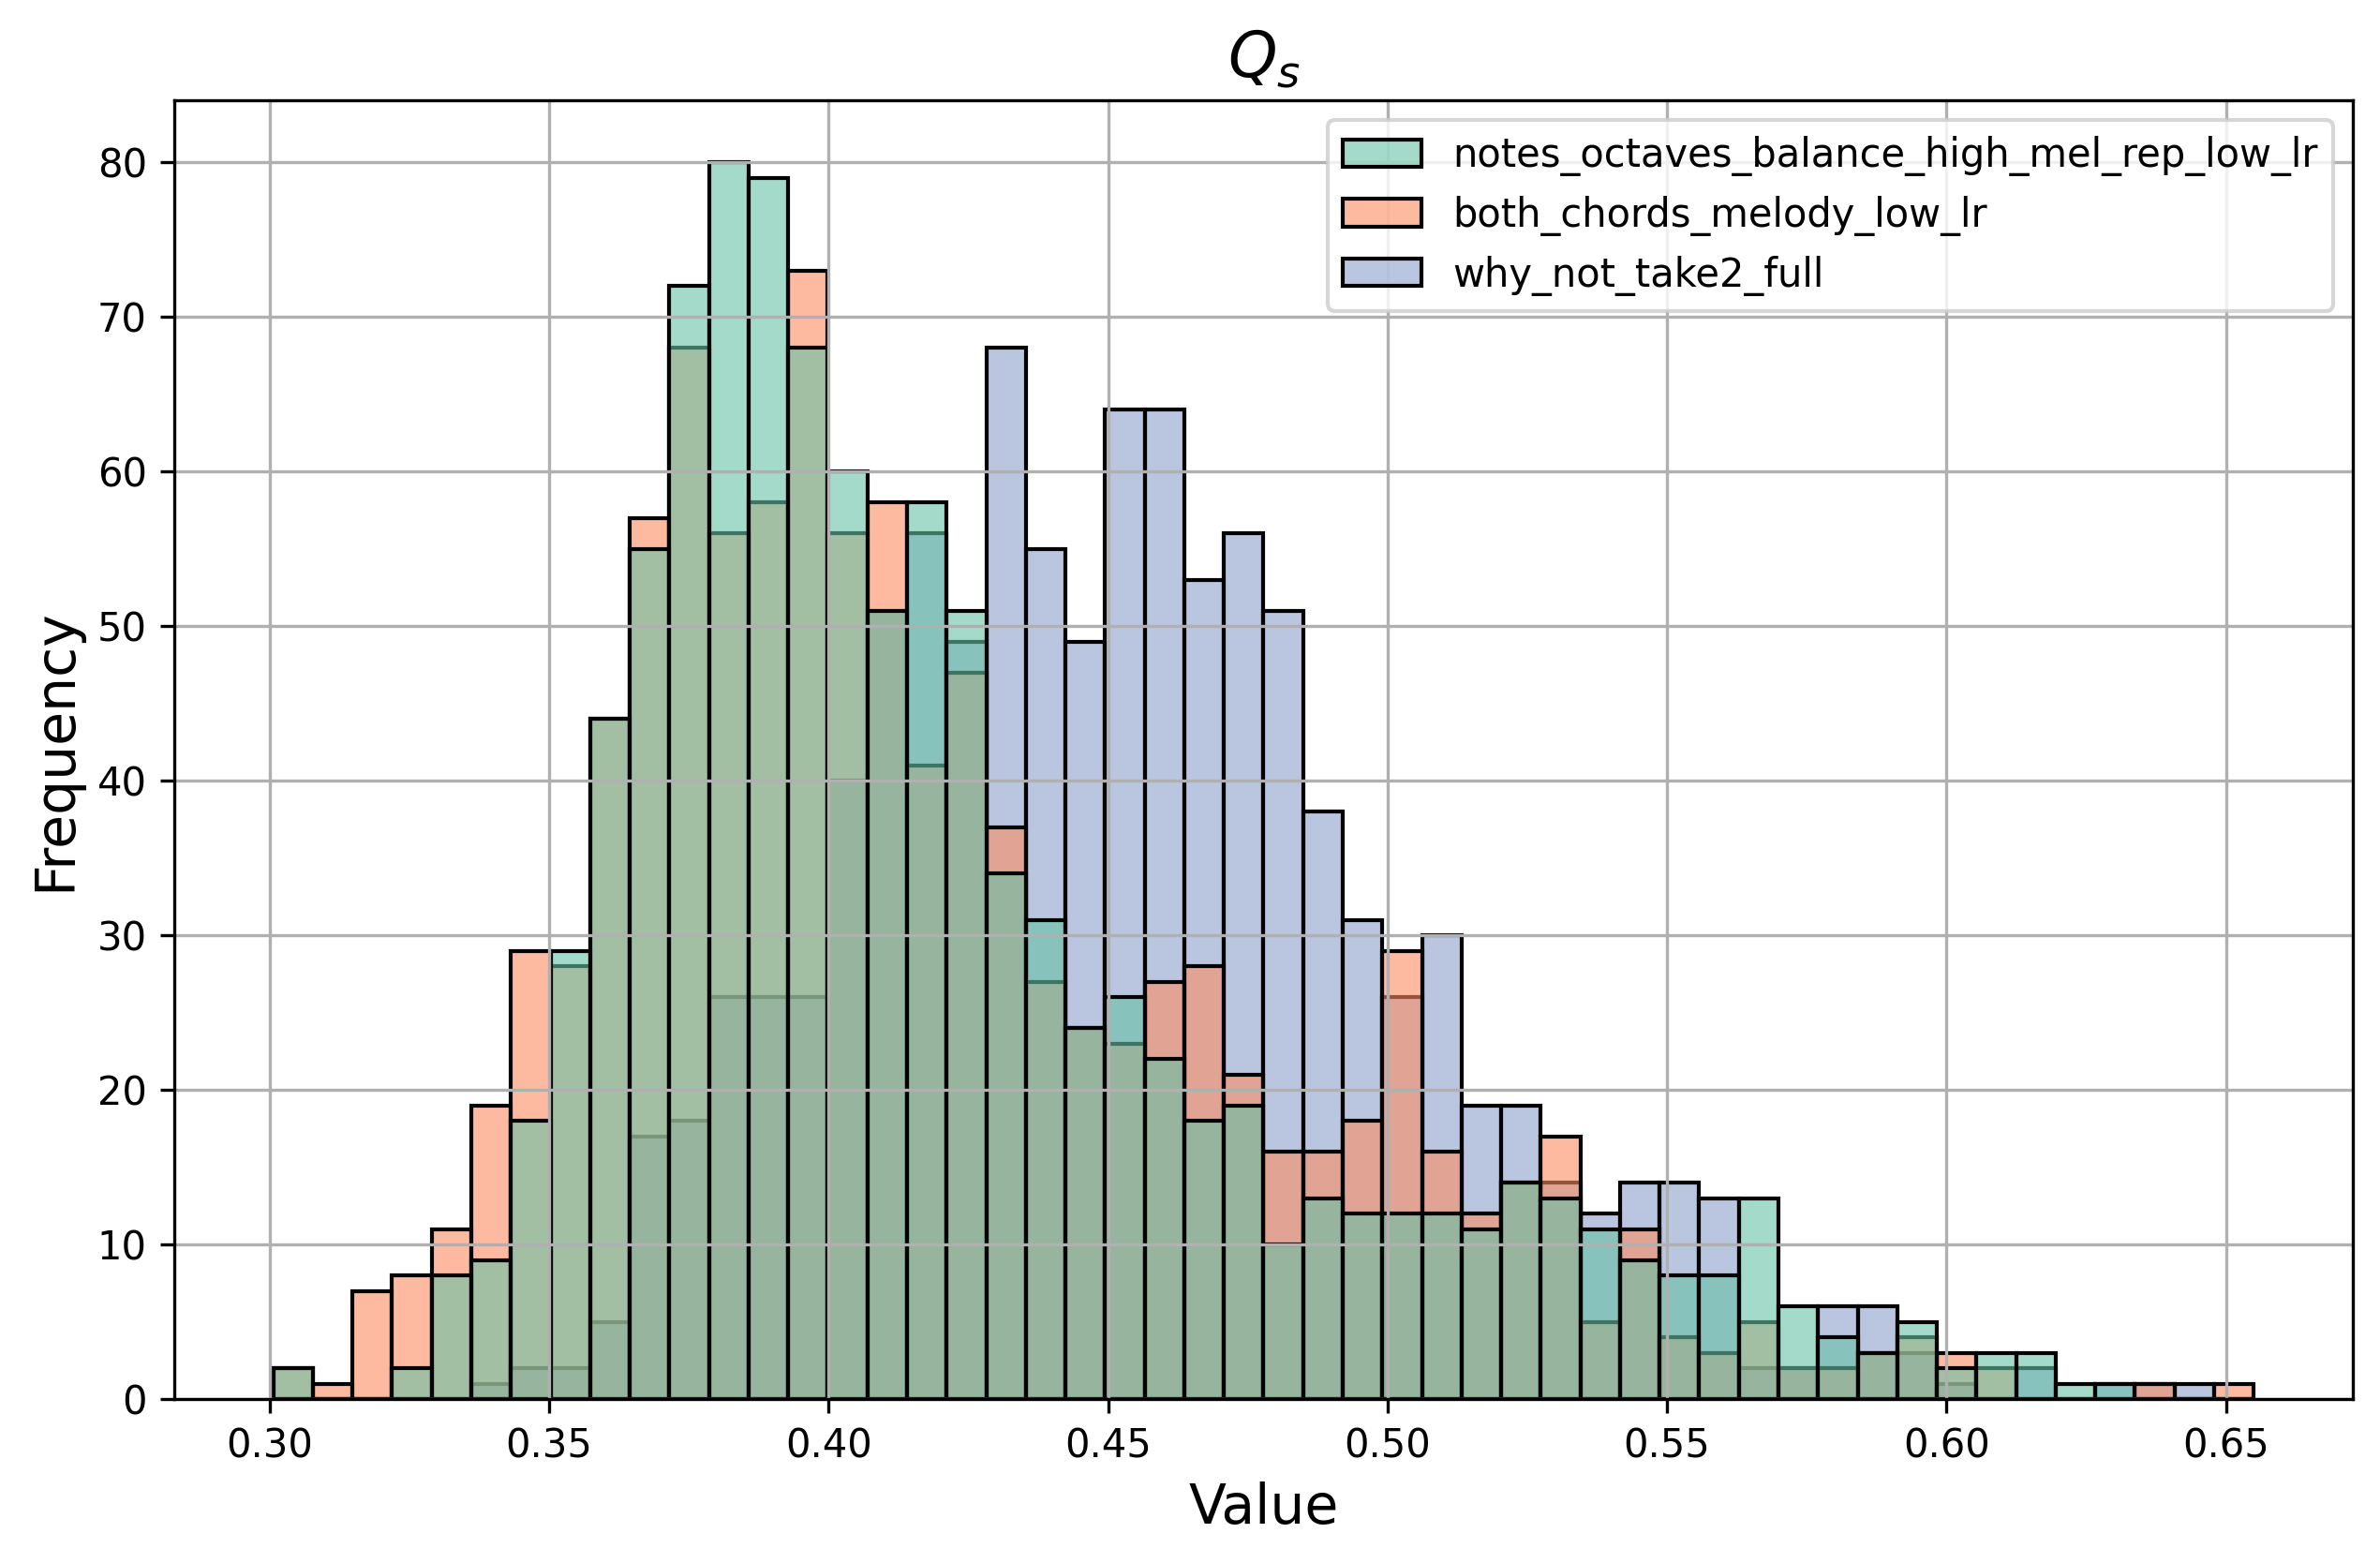 Qs
notes_octaves_balance_high_mel_rep_low_lr
both_chords_melody_low_lr
why_not_take2_full
Frequency
80
70
60
50
40
30
20
10
0
0.30 0.35 0.40 0.45 0.50 0.55 0.60 0.65
Value